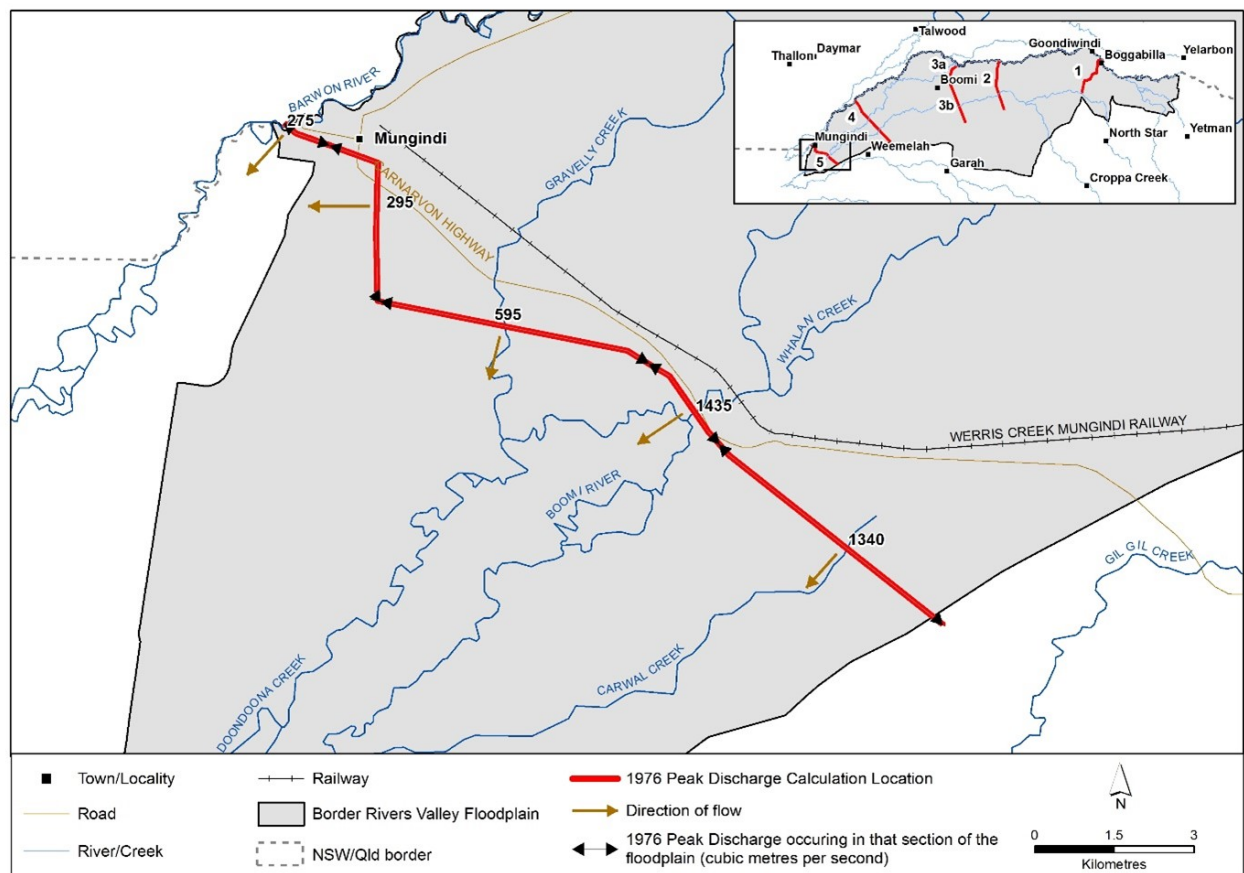 BARWON RIVER
275
Mungindi
GRAVELLY CREEK
295
CARNARVON HIGHWAY
595
WHALAN CREEK
1435
WERRIS CREEK MUNGINDI RAILWAY
BOOMI RIVER
1340
GIL GIL CREEK
DOONDOONA CREEK
CARWAL CREEK
Talwood
Thallon
Daymar
Goondiwindi
Boggabilla
Yelarbon
3a
Boomi
2
1
3b
4
Mungindi
North Star
Yetman
Weemelah
5
Garah
Croppa Creek
Town/Locality
Railway
1976 Peak Discharge Calculation Location
Road
Border Rivers Valley Floodplain
Direction of flow
River/Creek
NSW/Qld border
1976 Peak Discharge occuring in that section of the
floodplain (cubic metres per second)
N
0 1.5 3
Kilometres